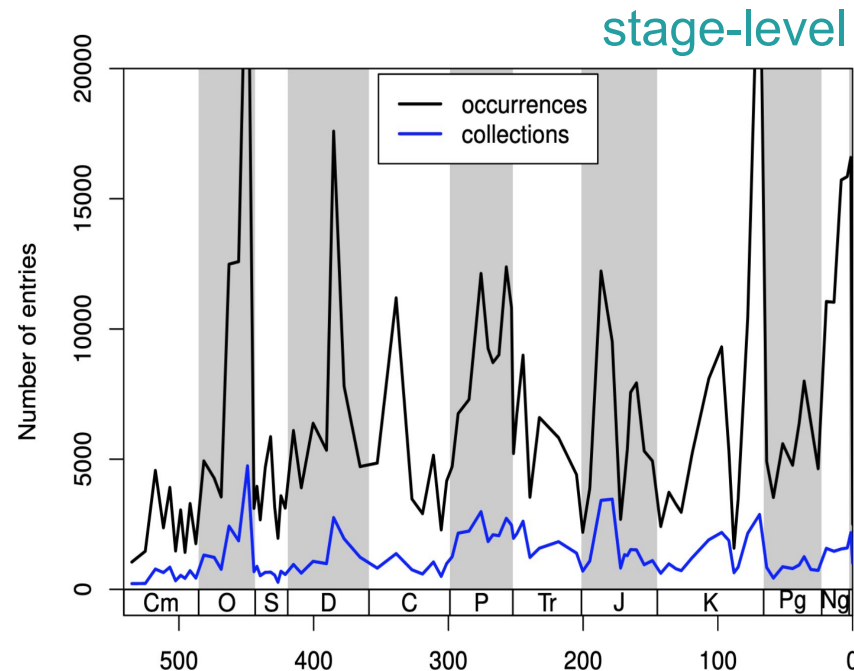 stage-level
Number of entries
20000
15000
10000
5000
0
occurrences
collections
Cm O S D C P Tr J K Pg Ng
500 400 300 200 100 0